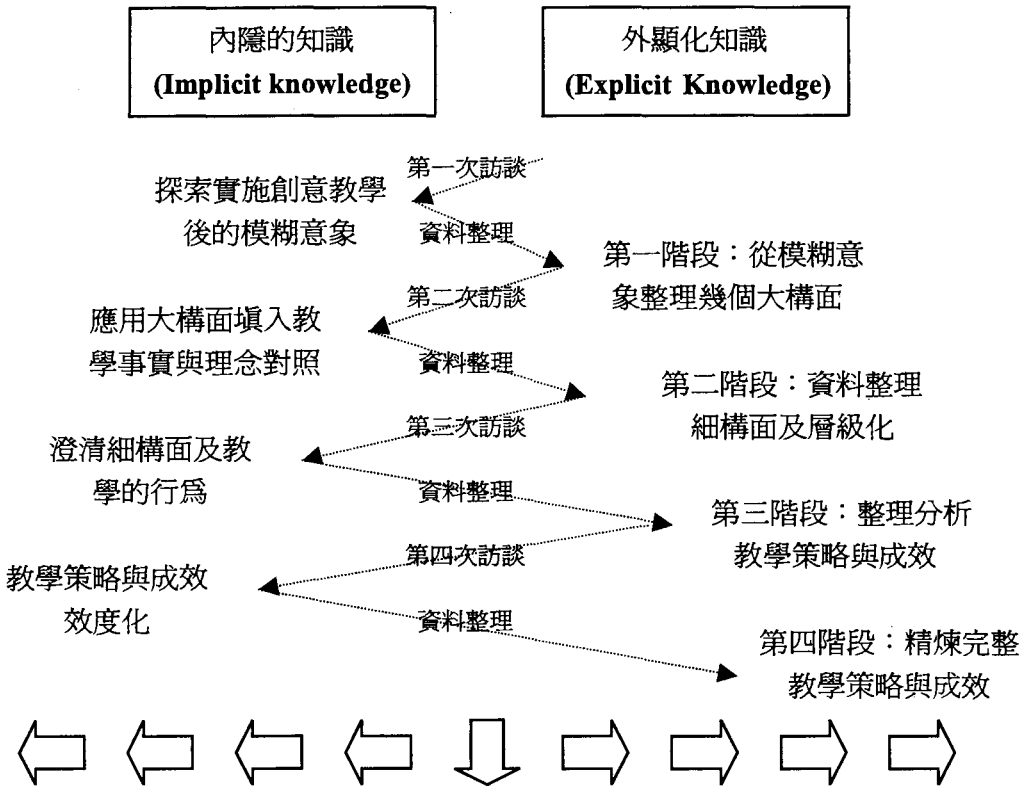 內隱的知識
(Implicit knowledge)
外顯化知識
(Explicit Knowledge)
第一次訪談
探索實施創意教學
後的模糊意象
資料整理
第一階段：從模糊意
象整理幾個大構面
第二次訪談
應用大構面填入教
學事實與理念對照
資料整理
第二階段：資料整理
細構面及層級化
第三次訪談
澄清細構面及教
學的行為
資料整理
第三階段：整理分析
教學策略與成效
第四次訪談
教學策略與成效
效度化
資料整理
第四階段：精煉完整
教學策略與成效